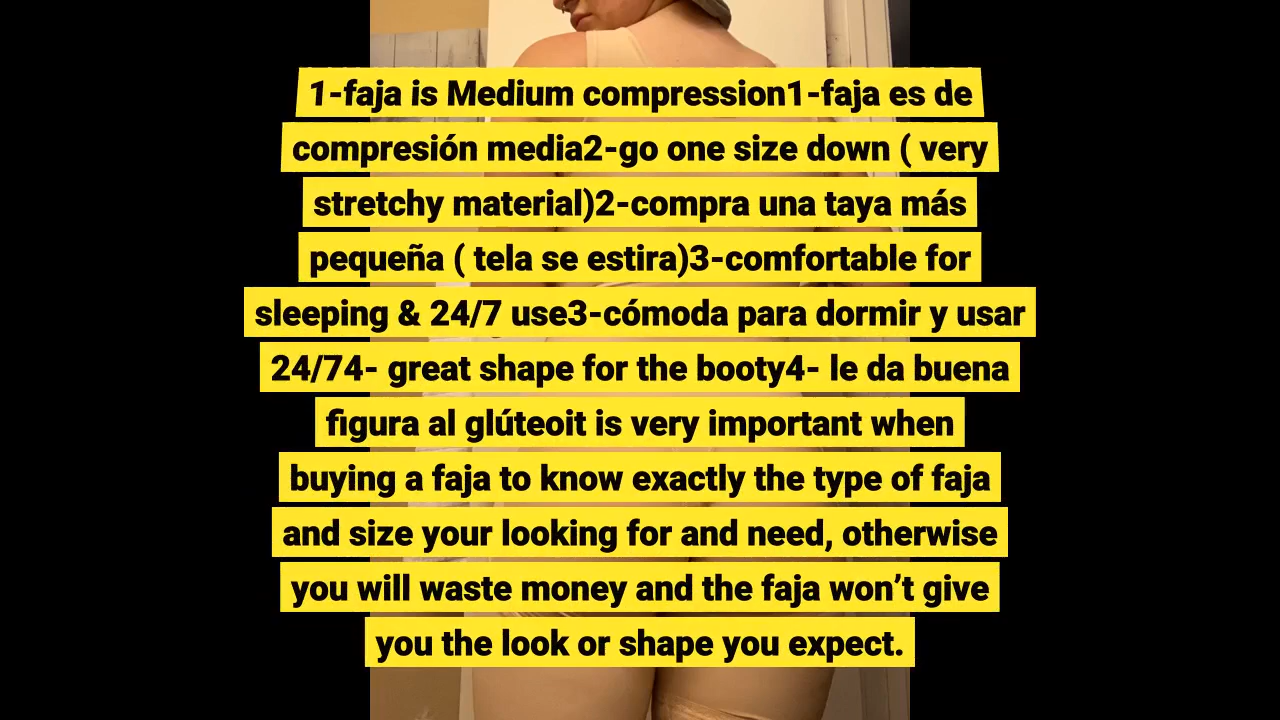 1-faja is Medium compression1-faja es de
compresión media2-go one size down ( very
stretchy material)2-compra una taya más
pequeña ( tela se estira)3-comfortable for
sleeping & 24/7 use3-cómoda para dormir y usar
24/74- great shape for the booty4- le da buena
figura al glúteoit is very important when
buying a faja to know exactly the type of faja
and size your looking for and need, otherwise
you will waste money and the faja won’t give
you the look or shape you expect.